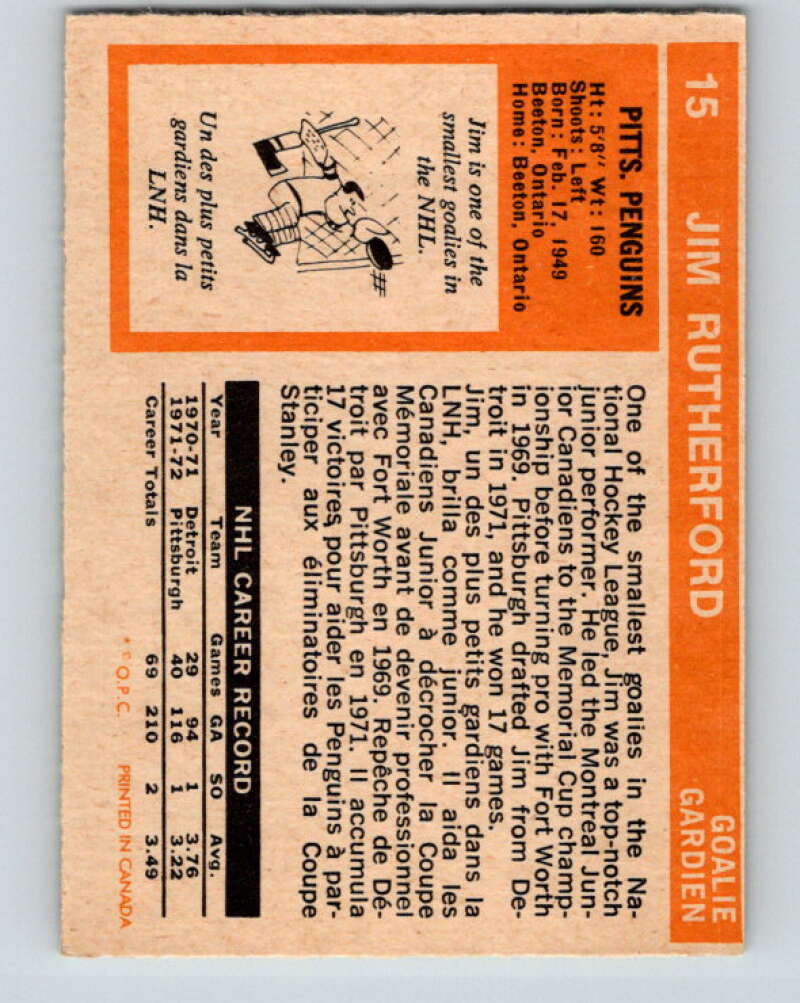 15 JIM RUTHERFORD
GOALIE
GARDIEN
PITTS. PENGUINS
Ht: 5'8" Wt: 160
Shoots: Left
Born: Feb. 17, 1949
Beeton, Ontario
Home: Beeton, Ontario
Jim is one of the
smallest goalies in
the NHL.
Un des plus petits
gardiens dans la
LNH.
One of the smallest goalies in the Na-
tional Hockey League, Jim was a top-notch
junior performer. He led the Montreal Jun-
ior Canadiens to the Memorial Cup champ-
ionship before turning pro with Fort Worth
in 1969. Pittsburgh drafted Jim from De-
troit in 1971, and he won 17 games.
Jim, un des plus petits gardiens dans la
LNH, brilla comme junior. Il aida les
Canadiens Junior à décrocher la Coupe
Mémoriale avant de devenir professionnel
avec Fort Worth en 1969. Repêche de Dé-
troit par Pittsburgh en 1971. Il accumula
17 victoires, pour aider les Penguins à par-
ticiper aux éliminatoires de la Coupe
Stanley.
NHL CAREER RECORD
Year Team Games GA SO Avg.
1970-71 Detroit 29 94 1 3.76
1971-72 Pittsburgh 40 116 1 3.22
Career Totals 69 210 2 3.49
* © O.P.C. PRINTED IN CANADA